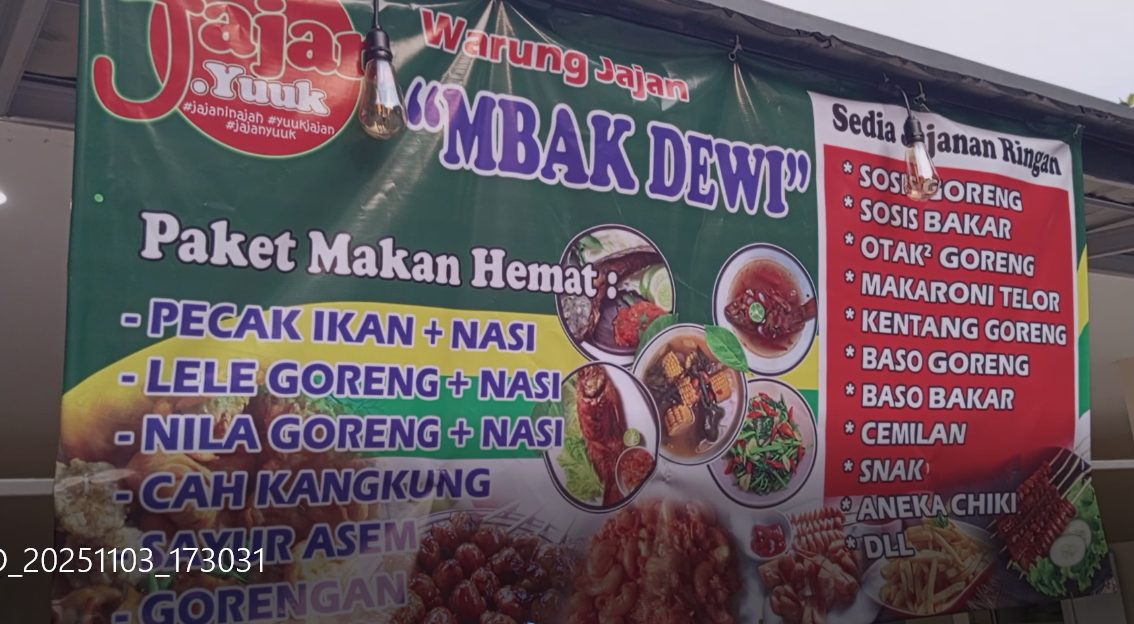 Jajan
.Yuuk
#jajaninajah #yuukjajan
#jajanyuuk
Warung Jajan
"MBAK DEWI"
Paket Makan Hemat :
- PECAK IKAN + NASI
- LELE GORENG + NASI
- NILA GORENG + NASI
- CAH KANGKUNG
- SAYUR ASEM
- GORENGAN
Sedia Jajanan Ringan
* SOSIS GORENG
* SOSIS BAKAR
* OTAK² GORENG
* MAKARONI TELOR
* KENTANG GORENG
* BASO GORENG
* BASO BAKAR
* CEMILAN
* SNAK
* ANEKA CHIKI
* DLL
_20251103_173031